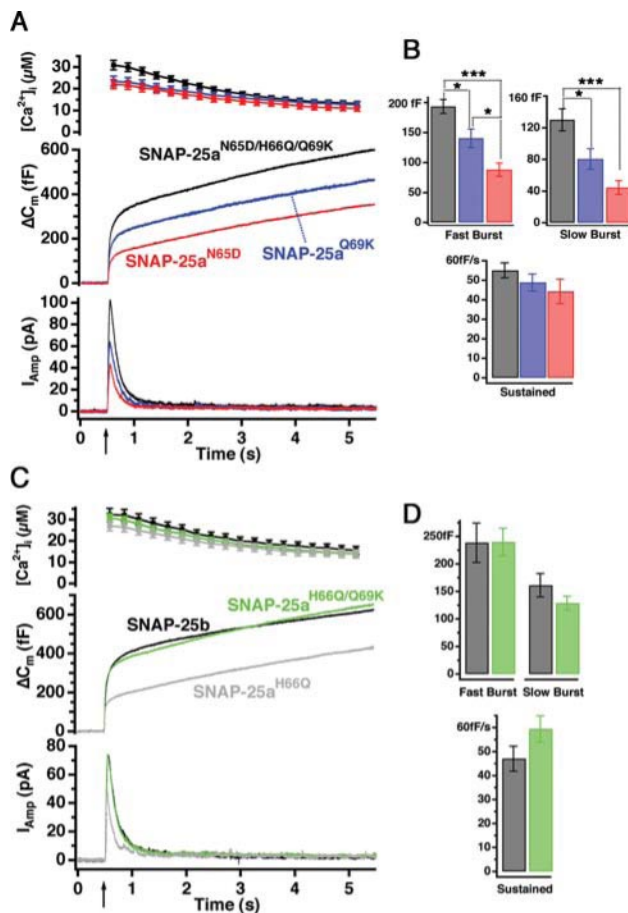 A
B
[Ca2+]i (µM)
30
20
10
0
SNAP-25aN65D/H66Q/Q69K
ΔCm (fF)
600
400
200
0
SNAP-25aQ69K
SNAP-25aN65D
IAmp (pA)
100
80
60
40
20
0
1
2
3
4
5
Time (s)
***
*
*
200 fF
150
100
50
0
Fast Burst
***
*
160 fF
120
80
40
0
Slow Burst
60fF/s
50
40
30
20
10
0
Sustained
C
D
[Ca2+]i (µM)
30
20
10
0
SNAP-25b
SNAP-25aH66Q/Q69K
ΔCm (fF)
600
400
200
0
SNAP-25aH66Q
IAmp (pA)
80
60
40
20
0
1
2
3
4
5
Time (s)
250fF
200
150
100
50
0
Fast Burst
Slow Burst
60fF/s
50
40
30
20
10
0
Sustained